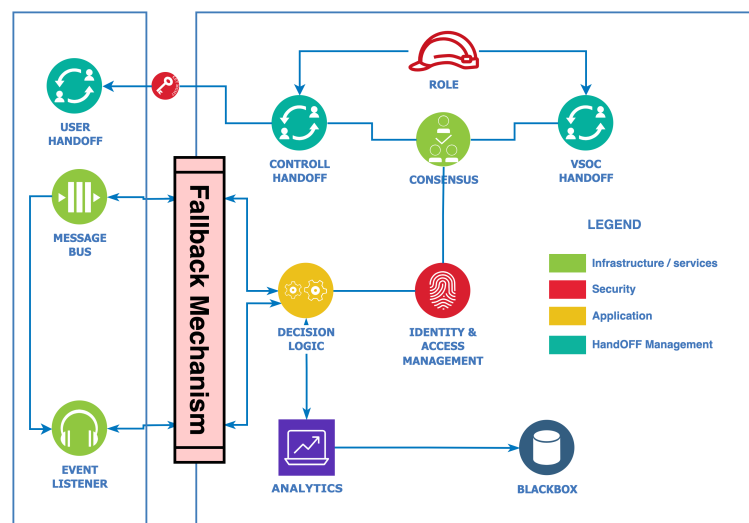 ROLE
USER
HANDOFF
CONTROLL
HANDOFF
CONSENSUS
VSOC
HANDOFF
MESSAGE
BUS
Fallback Mechanism
LEGEND
Infrastructure / services
Security
Application
HandOFF Management
DECISION
LOGIC
IDENTITY &
ACCESS
MANAGEMENT
EVENT
LISTENER
ANALYTICS
BLACKBOX